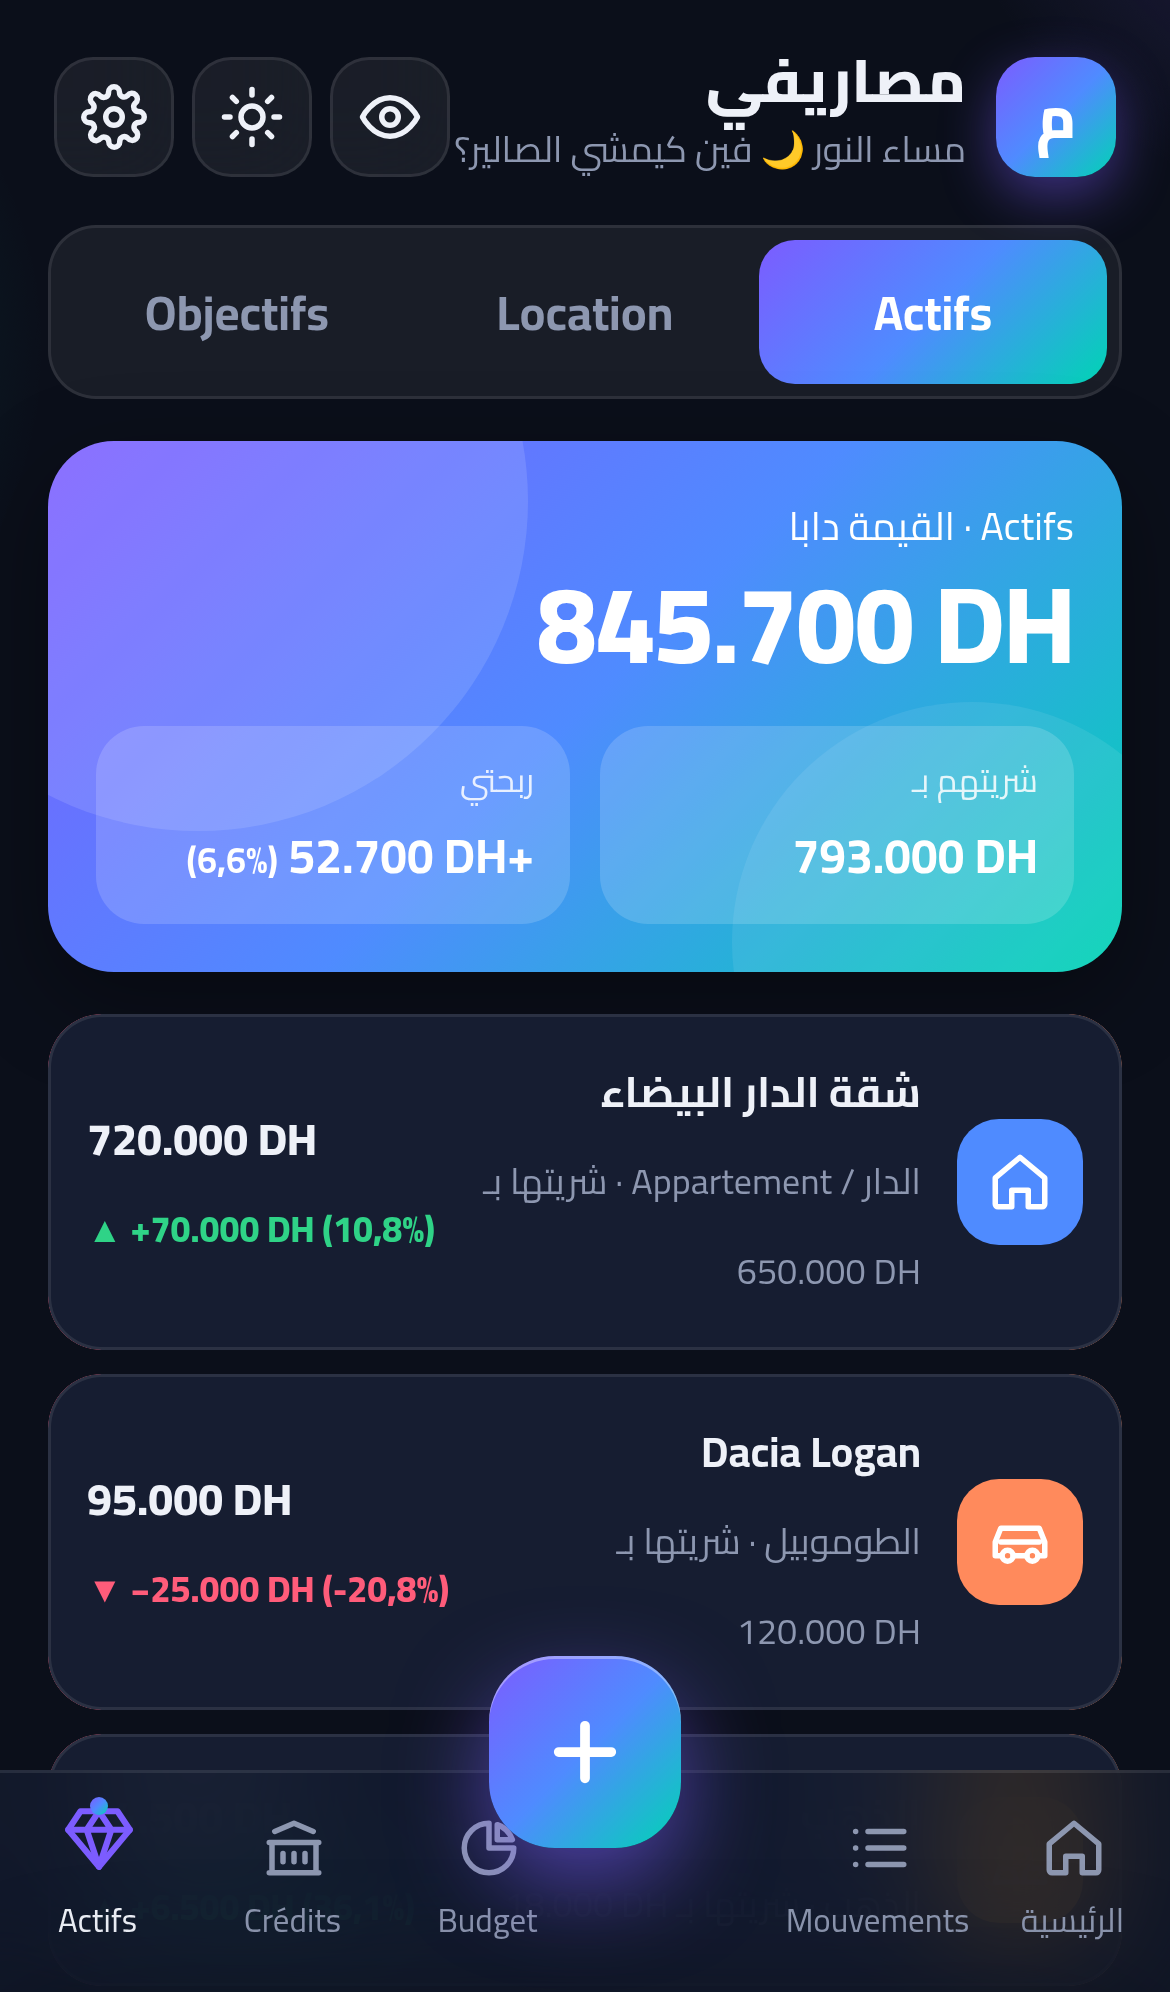 م
مصاريفي
مساء النور 🌙 فين كيمشي الصالير؟
Actifs
Location
Objectifs
Actifs · القيمة دابا
845.700 DH
شريتهم بـ
793.000 DH
ربحتي
+52.700 DH (6,6%)
شقة الدار البيضاء
الدار / Appartement · شريتها بـ
650.000 DH
720.000 DH
▲ +70.000 DH (10,8%)
Dacia Logan
الطوموبيل · شريتها بـ
120.000 DH
95.000 DH
▼ −25.000 DH (-20,8%)
الرئيسية
Mouvements
Budget
Crédits
Actifs